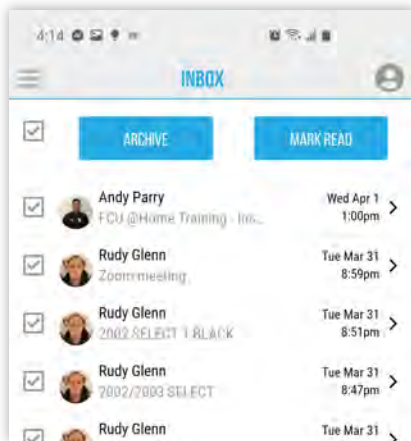 4:14
INBOX
ARCHIVE
MARK READ
Andy Parry
Wed Apr 1
FCU @Home Training - Ins...
1:00pm
Rudy Glenn
Tue Mar 31
Zoom meeting
8:59pm
Rudy Glenn
Tue Mar 31
2002 SELECT 1 BLACK
8:51pm
Rudy Glenn
Tue Mar 31
2002/2003 SELECT
8:47pm
Rudy Glenn
Tue Mar 31